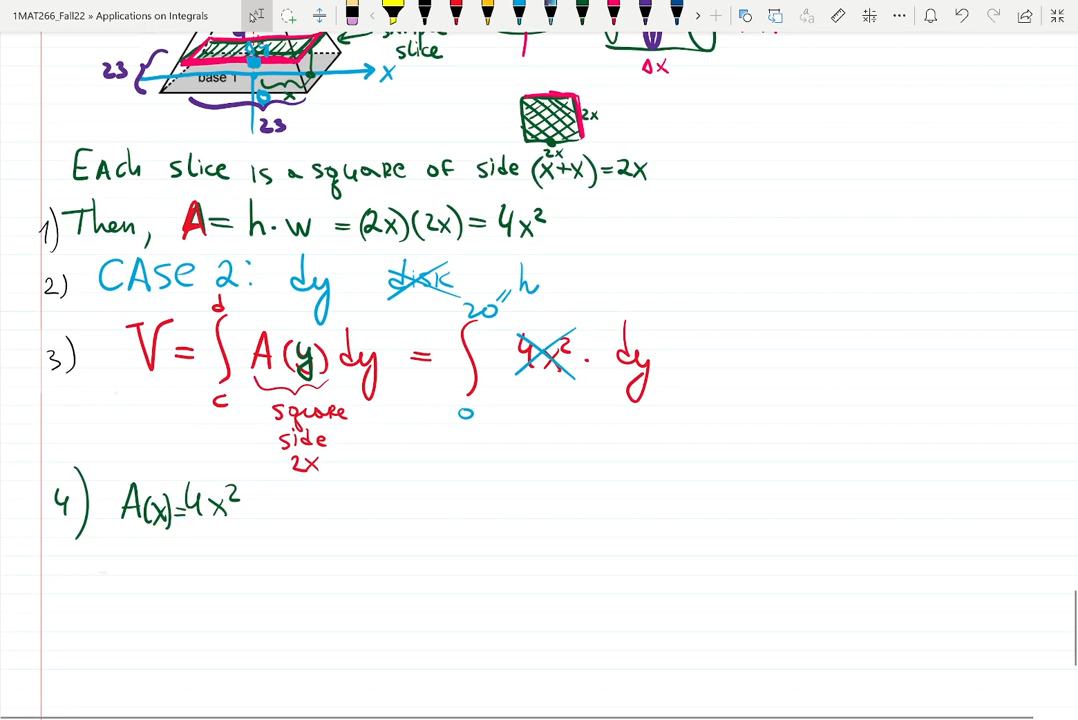 1MAT266_Fall22 » Applications on Integrals
slice
23
base 1
x
x
0
23
Δx
2x
2x
Each slice is a square of side (x+x)=2x
1) Then, A = h·w = (2x)(2x) = 4x²
2) CASE 2: dy disk
20" h
3) V = ∫ c d A(y) dy = ∫ 0 4x² · dy
square
side
2x
4) A(x)=4x²